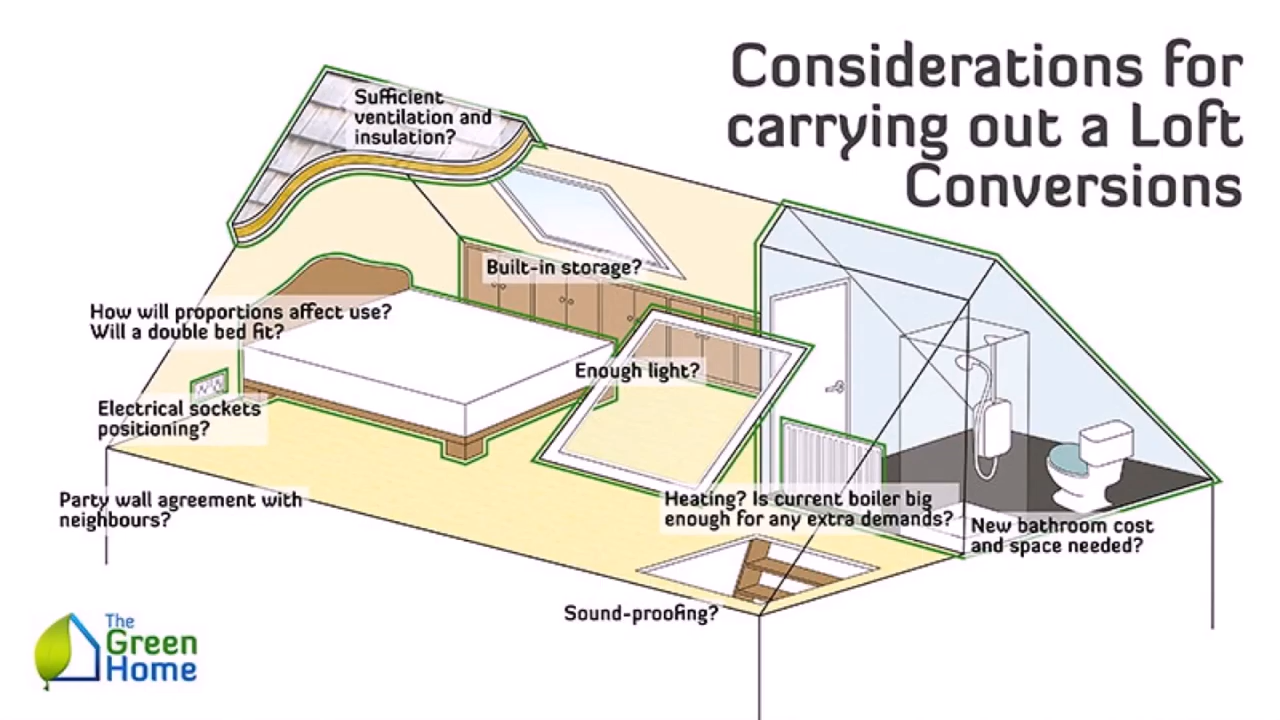 Considerations for
carrying out a Loft
Conversions
Sufficient
ventilation and
insulation?
Built-in storage?
How will proportions affect use?
Will a double bed fit?
Enough light?
Electrical sockets
positioning?
Party wall agreement with
neighbours?
Heating? Is current boiler big
enough for any extra demands?
New bathroom cost
and space needed?
Sound-proofing?
The
Green
Home